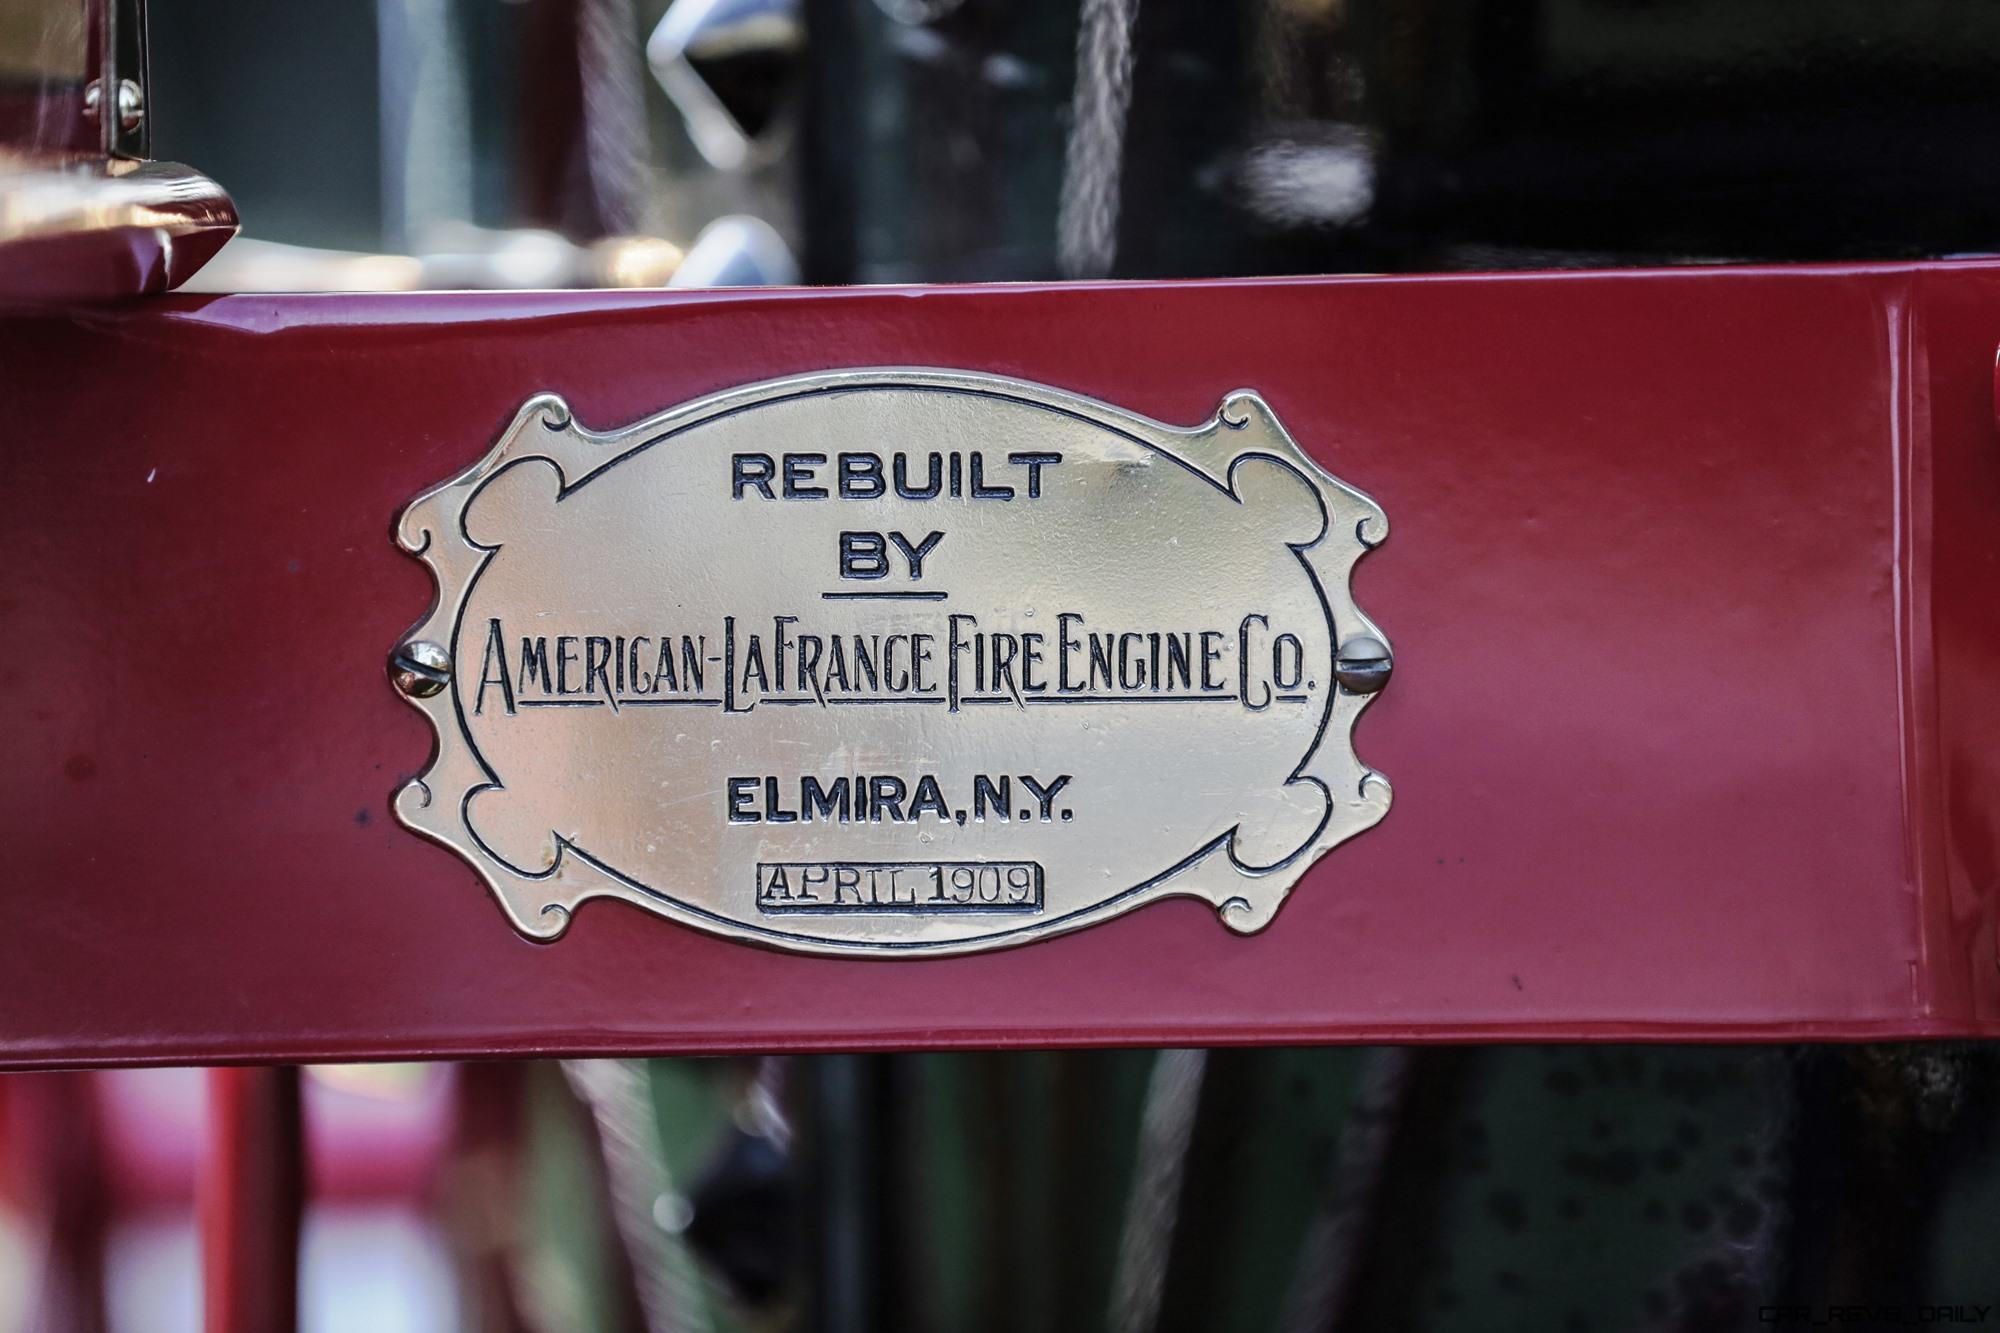 REBUILT
BY
AMERICAN-LAFRANCE FIRE ENGINE CO.
ELMIRA, N.Y.
APRIL 1909
CAR_REVS_DAILY